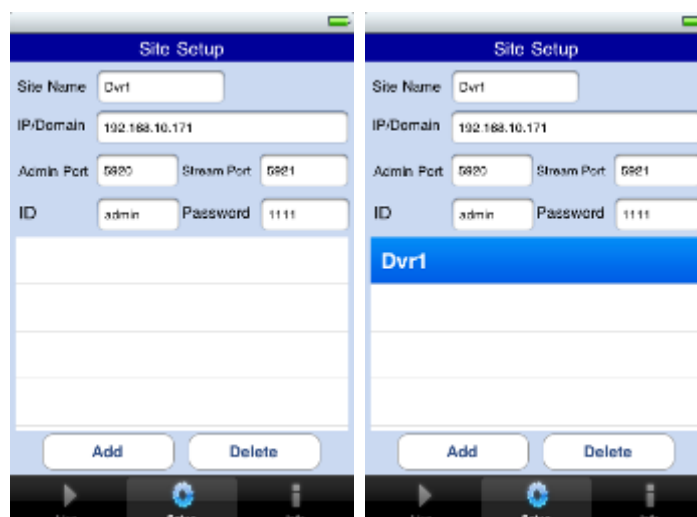 Site Setup
Site Name Dvr1
IP/Domain 192.168.10.171
Admin Port 5920 Stream Port 5921
ID admin Password 1111
Add Delete
Site Setup
Site Name Dvr1
IP/Domain 192.168.10.171
Admin Port 5920 Stream Port 5921
ID admin Password 1111
Dvr1
Add Delete